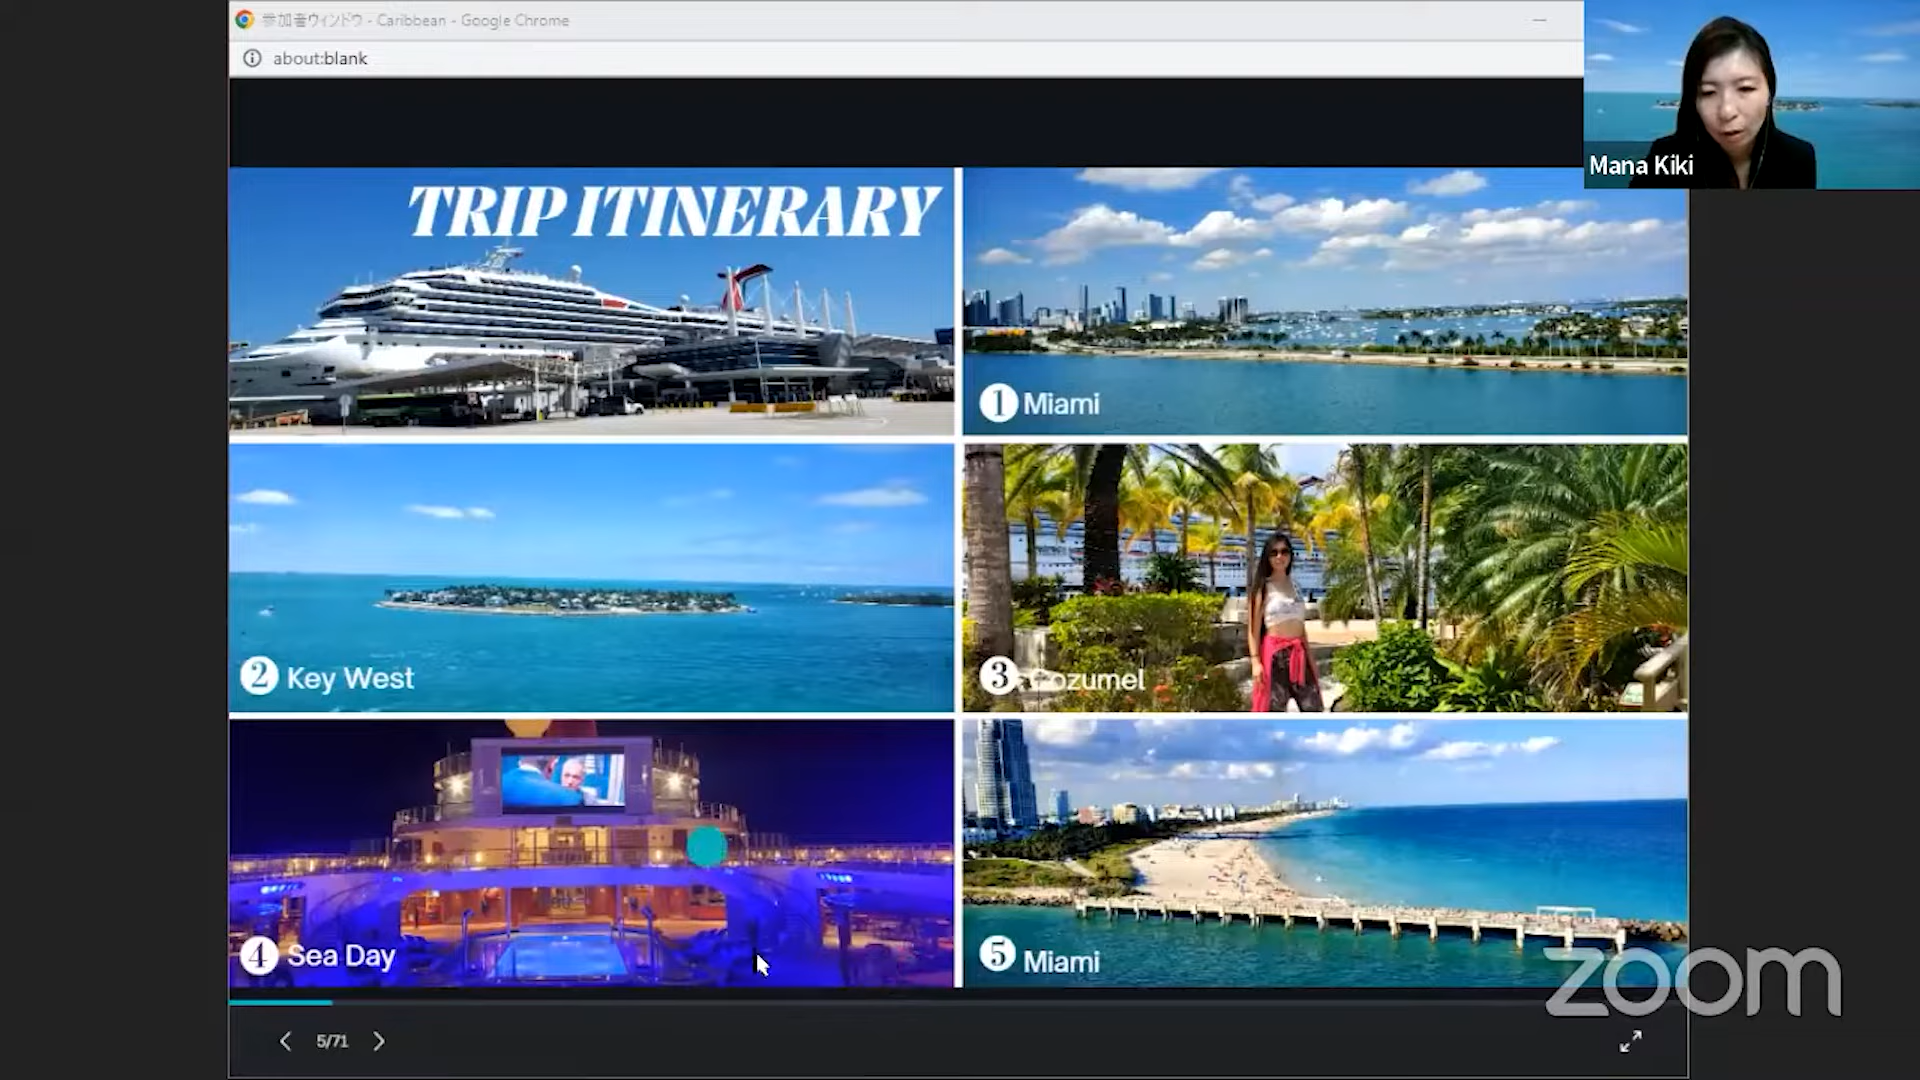 参加者ウィンドウ - Caribbean - Google Chrome
about:blank
Mana Kiki
TRIP ITINERARY
1 Miami
2 Key West
3 Cozumel
4 Sea Day
5 Miami
zoom
5/71